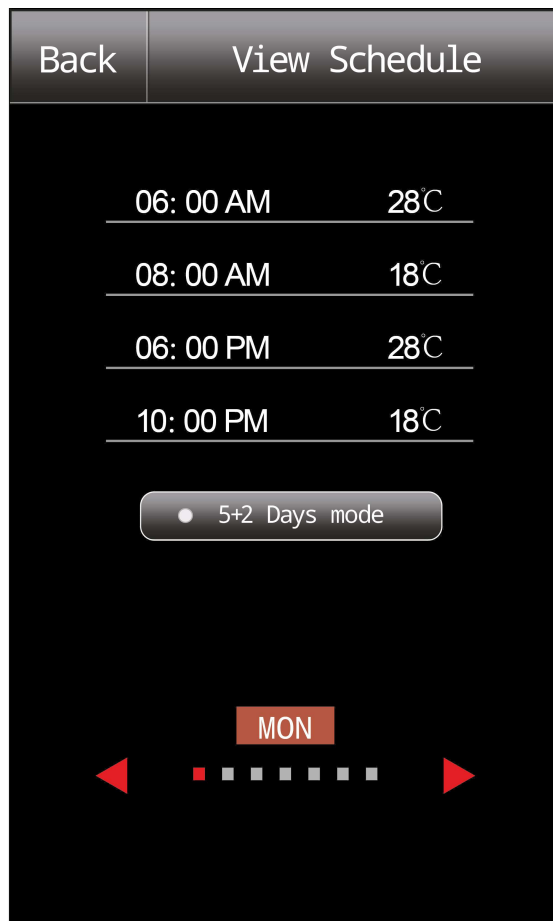 Back View Schedule
06: 00 AM 28℃
08: 00 AM 18℃
06: 00 PM 28℃
10: 00 PM 18℃
5+2 Days mode
MON